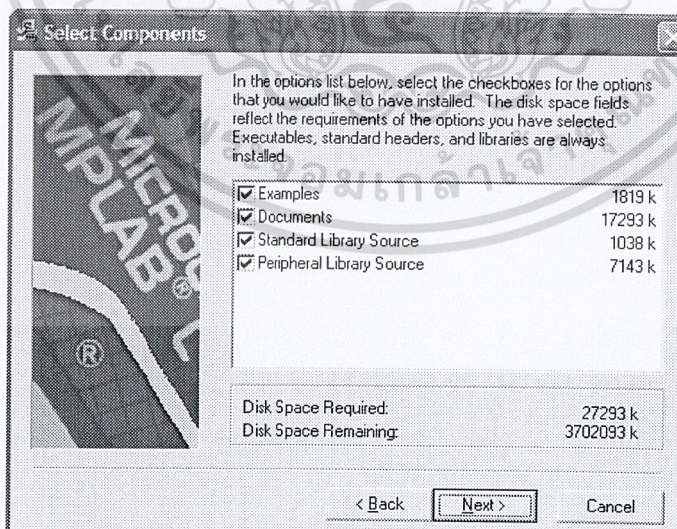 Select Components
In the options list below, select the checkboxes for the options
that you would like to have installed. The disk space fields
reflect the requirements of the options you have selected.
Executables, standard headers, and libraries are always
installed.
Examples 1819 k
Documents 17293 k
Standard Library Source 1038 k
Peripheral Library Source 7143 k
Disk Space Required: 27293 k
Disk Space Remaining: 3702093 k
< Back
Next >
Cancel
MPLAB®
®